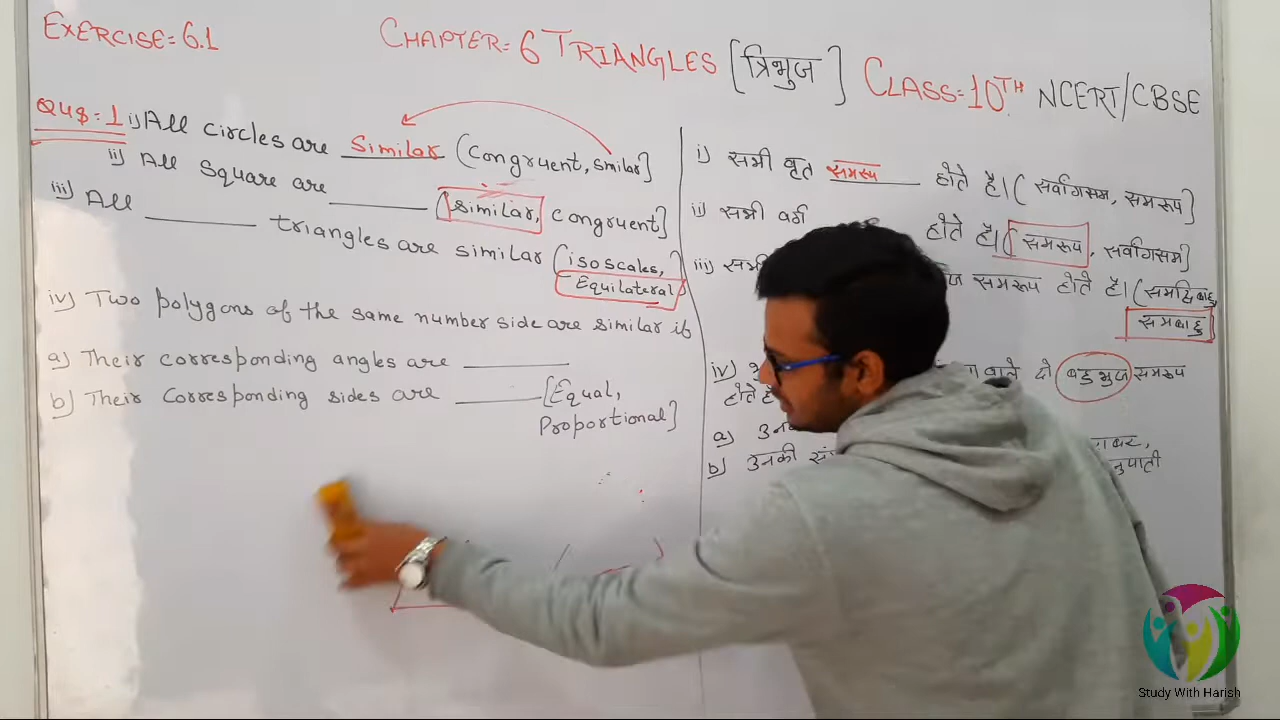 EXERCISE=6.1
CHAPTER=6 TRIANGLES [त्रिभुज] CLASS=10TH NCERT/CBSE
QUS=1 i) All circles are Similar (Congruent, smilar]
ii) All Square are ________ (similar, congruent]
iii) All ________ triangles are similar (isoscales,
Equilateral)
iv) Two polygons of the same number side are similar if
a) Their corresponding angles are ________
b) Their Corresponding sides are ________ [Equal,
Proportional]
i) सभी वृत समरूप होते है। (सर्वांगसम, समरूप]
ii) सभी वर्ग होते है। (समरूप, सर्वांगसम]
iii) सभी समरूप होते है। (समद्विबाहु,
समबाहु
iv) वाले दो बहुभुज समरूप
होते है
a)
b) उनकी
Study With Harish